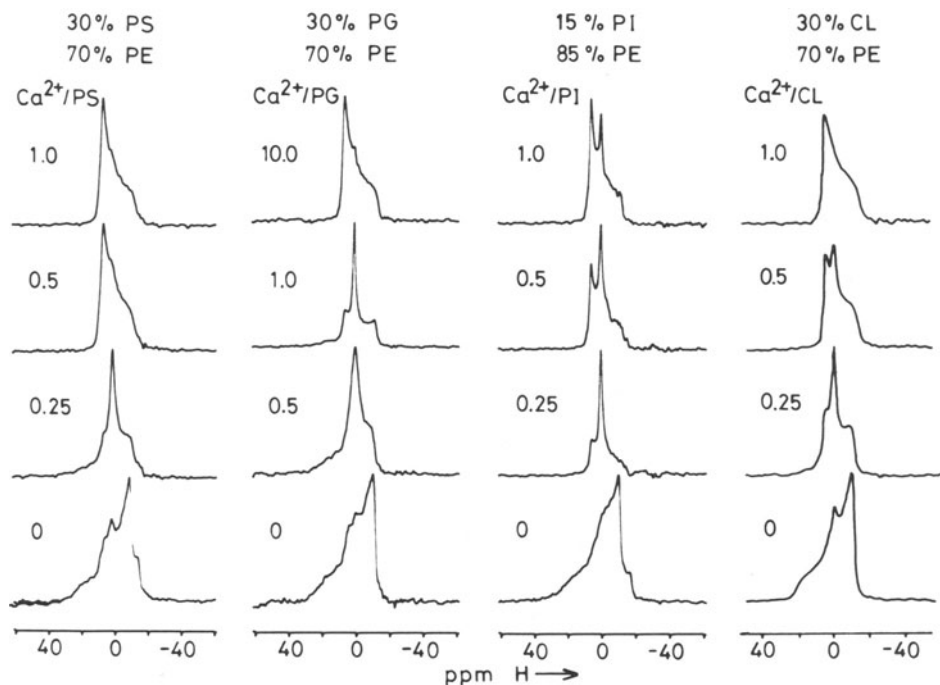 30% PS 30% PG 15% PI 30% CL
70% PE 70% PE 85% PE 70% PE
Ca²⁺/PS Ca²⁺/PG Ca²⁺/PI Ca²⁺/CL
1.0 10.0 1.0 1.0
0.5 1.0 0.5 0.5
0.25 0.5 0.25 0.25
0 0 0 0
40 0 -40 40 0 -40 40 0 -40 40 0 -40
ppm H →